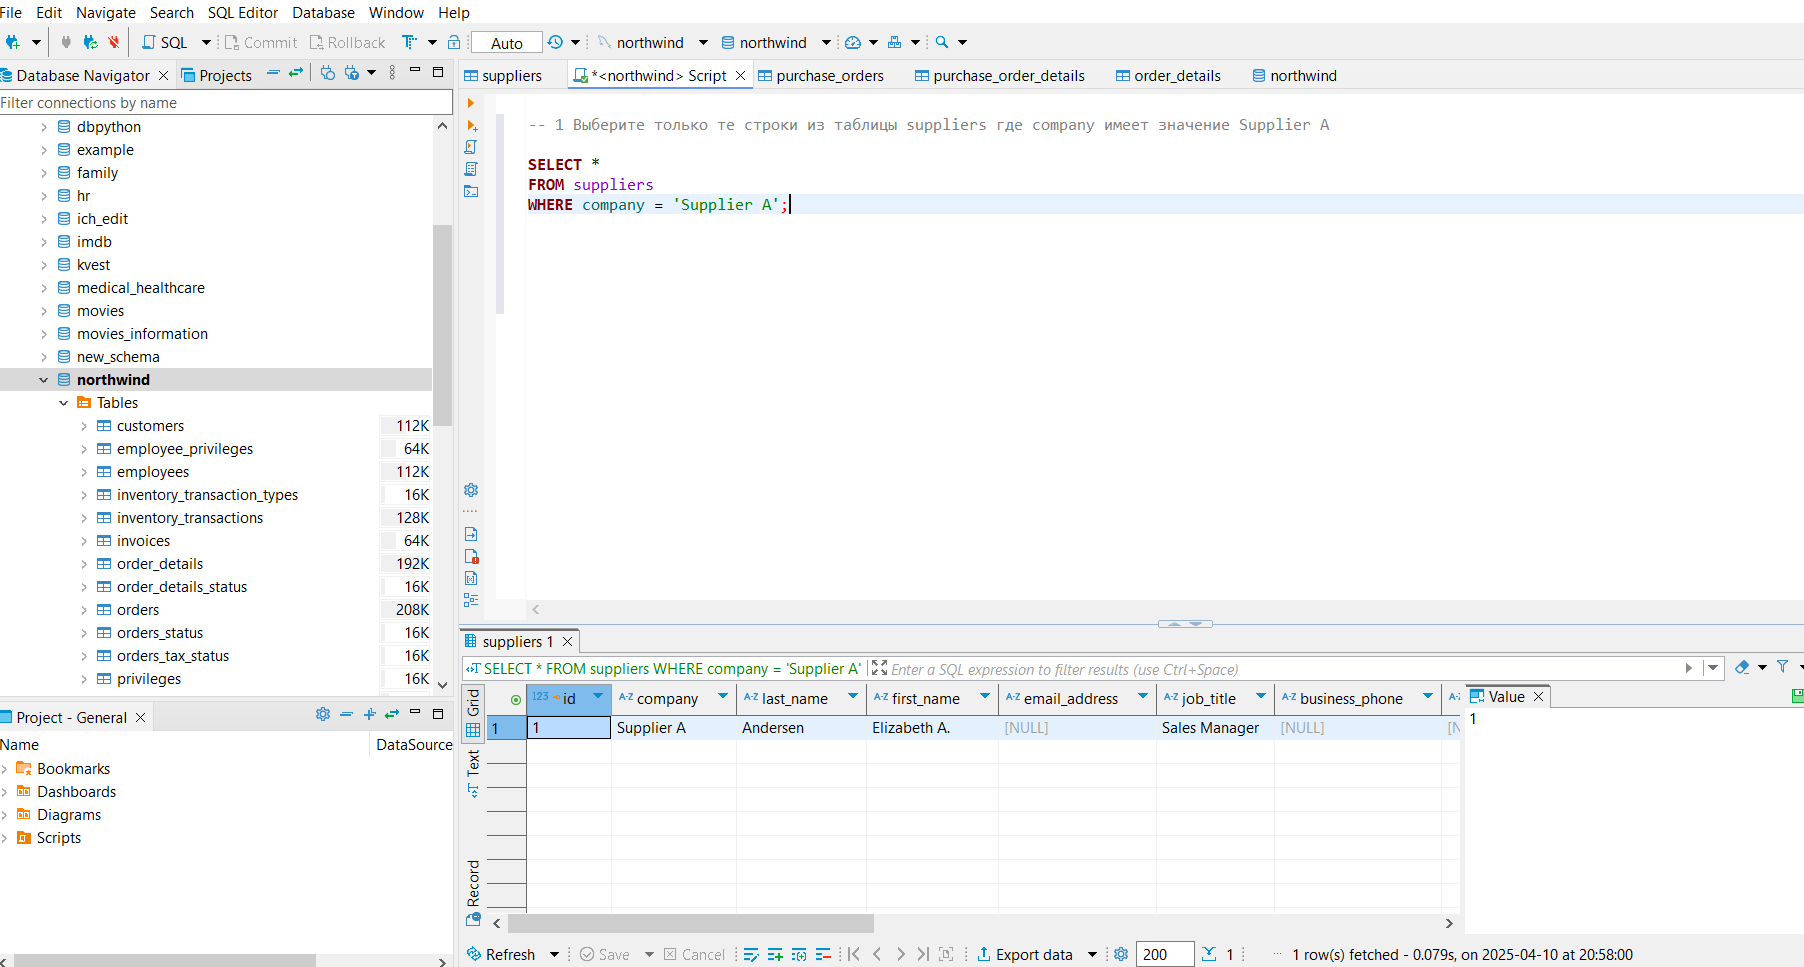 File Edit Navigate Search SQL Editor Database Window Help
SQL Commit Rollback Auto northwind northwind
Database Navigator Projects
Filter connections by name
dbpython
example
family
hr
ich_edit
imdb
kvest
medical_healthcare
movies
movies_information
new_schema
northwind
Tables
customers 112K
employee_privileges 64K
employees 112K
inventory_transaction_types 16K
inventory_transactions 128K
invoices 64K
order_details 192K
order_details_status 16K
orders 208K
orders_status 16K
orders_tax_status 16K
privileges 16K
Project - General
Name DataSource
Bookmarks
Dashboards
Diagrams
Scripts
suppliers *<northwind> Script purchase_orders purchase_order_details order_details northwind
-- 1 Выберите только те строки из таблицы suppliers где company имеет значение Supplier A
SELECT *
FROM suppliers
WHERE company = 'Supplier A';
suppliers 1
SELECT * FROM suppliers WHERE company = 'Supplier A' Enter a SQL expression to filter results (use Ctrl+Space)
Grid
Text
Record
123 id A-Z company A-Z last_name A-Z first_name A-Z email_address A-Z job_title A-Z business_phone A-Z
1 1 Supplier A Andersen Elizabeth A. [NULL] Sales Manager [NULL] [N
Value
1
Refresh Save Cancel Export data 200 1 1 row(s) fetched - 0.079s, on 2025-04-10 at 20:58:00